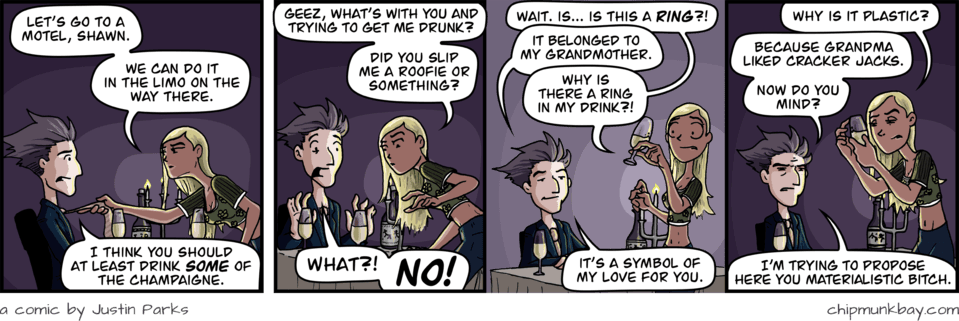 LET'S GO TO A
MOTEL, SHAWN.
WE CAN DO IT
IN THE LIMO ON THE
WAY THERE.
I THINK YOU SHOULD
AT LEAST DRINK SOME OF
THE CHAMPAIGNE.
GEEZ, WHAT'S WITH YOU AND
TRYING TO GET ME DRUNK?
DID YOU SLIP
ME A ROOFIE OR
SOMETHING?
WHAT?!
NO!
WAIT. IS... IS THIS A RING?!
IT BELONGED TO
MY GRANDMOTHER.
WHY IS
THERE A RING
IN MY DRINK?!
IT'S A SYMBOL OF
MY LOVE FOR YOU.
WHY IS IT PLASTIC?
BECAUSE GRANDMA
LIKED CRACKER JACKS.
NOW DO YOU
MIND?
I'M TRYING TO PROPOSE
HERE YOU MATERIALISTIC BITCH.
a comic by Justin Parks
chipmunkbay.com